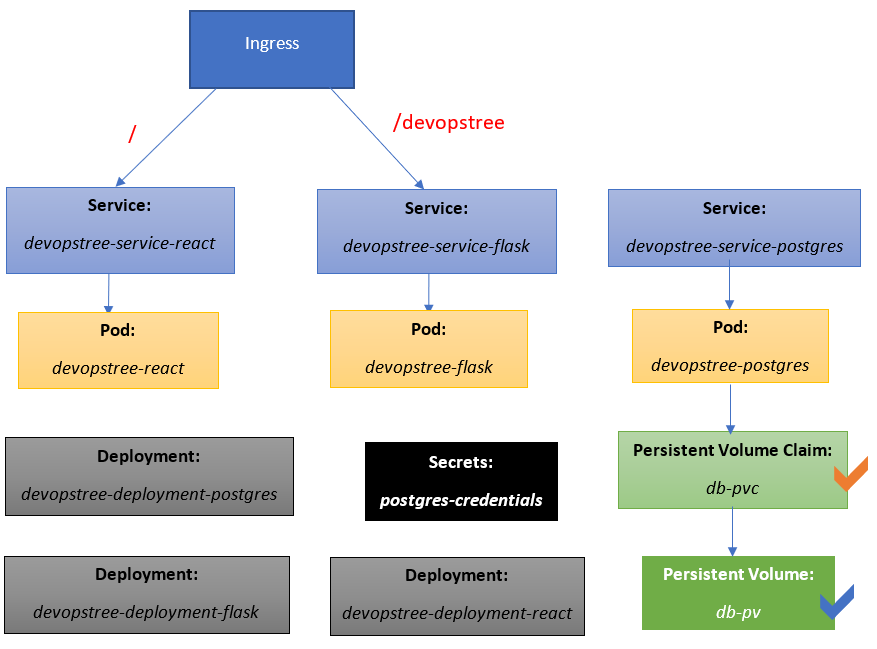 Ingress
/
/devopstree
Service:
devopstree-service-react
Service:
devopstree-service-flask
Service:
devopstree-service-postgres
Pod:
devopstree-react
Pod:
devopstree-flask
Pod:
devopstree-postgres
Deployment:
devopstree-deployment-postgres
Secrets:
postgres-credentials
Persistent Volume Claim:
db-pvc
Deployment:
devopstree-deployment-flask
Deployment:
devopstree-deployment-react
Persistent Volume:
db-pv